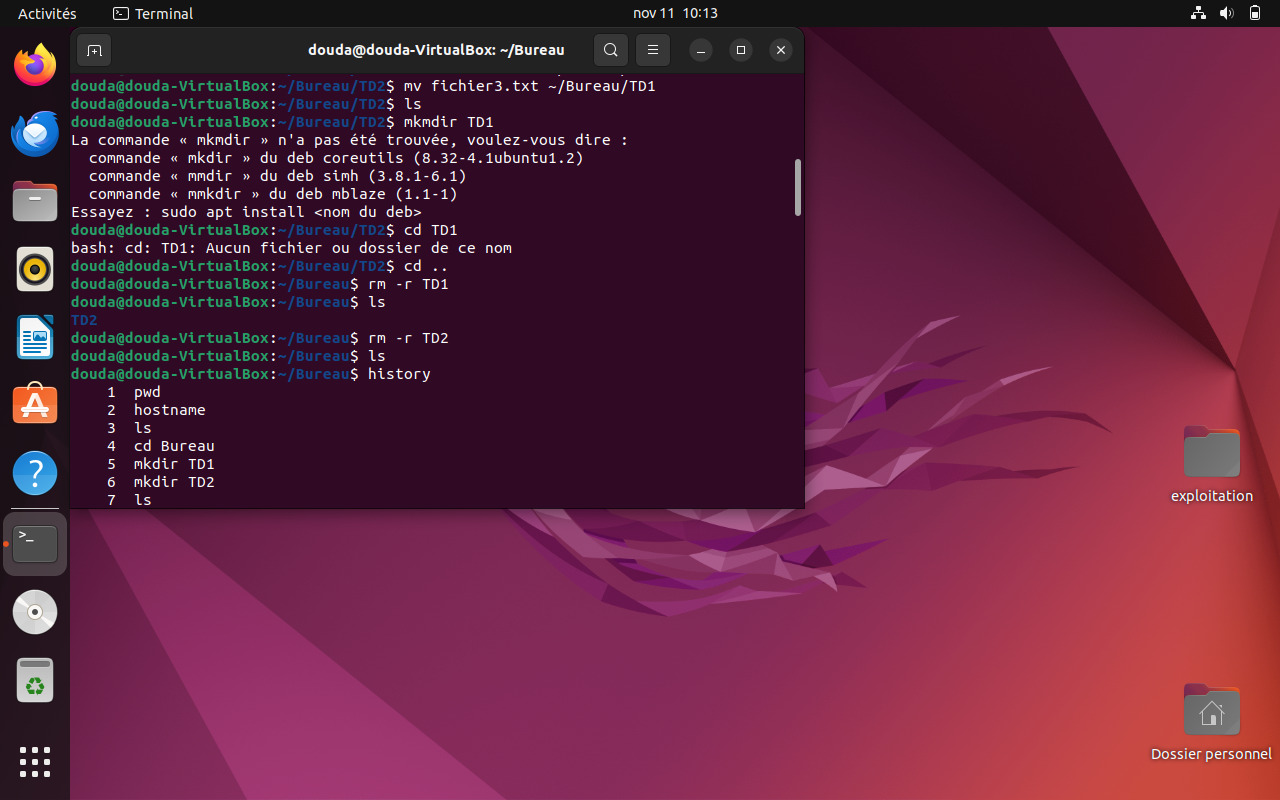 Activités Terminal nov 11 10:13
douda@douda-VirtualBox: ~/Bureau
douda@douda-VirtualBox:~/Bureau/TD2$ mv fichier3.txt ~/Bureau/TD1
douda@douda-VirtualBox:~/Bureau/TD2$ ls
douda@douda-VirtualBox:~/Bureau/TD2$ mkmdir TD1
La commande « mkmdir » n'a pas été trouvée, voulez-vous dire :
commande « mkdir » du deb coreutils (8.32-4.1ubuntu1.2)
commande « mmdir » du deb simh (3.8.1-6.1)
commande « mmkdir » du deb mblaze (1.1-1)
Essayez : sudo apt install <nom du deb>
douda@douda-VirtualBox:~/Bureau/TD2$ cd TD1
bash: cd: TD1: Aucun fichier ou dossier de ce nom
douda@douda-VirtualBox:~/Bureau/TD2$ cd ..
douda@douda-VirtualBox:~/Bureau$ rm -r TD1
douda@douda-VirtualBox:~/Bureau$ ls
TD2
douda@douda-VirtualBox:~/Bureau$ rm -r TD2
douda@douda-VirtualBox:~/Bureau$ ls
douda@douda-VirtualBox:~/Bureau$ history
1 pwd
2 hostname
3 ls
4 cd Bureau
5 mkdir TD1
6 mkdir TD2
7 ls
exploitation
Dossier personnel